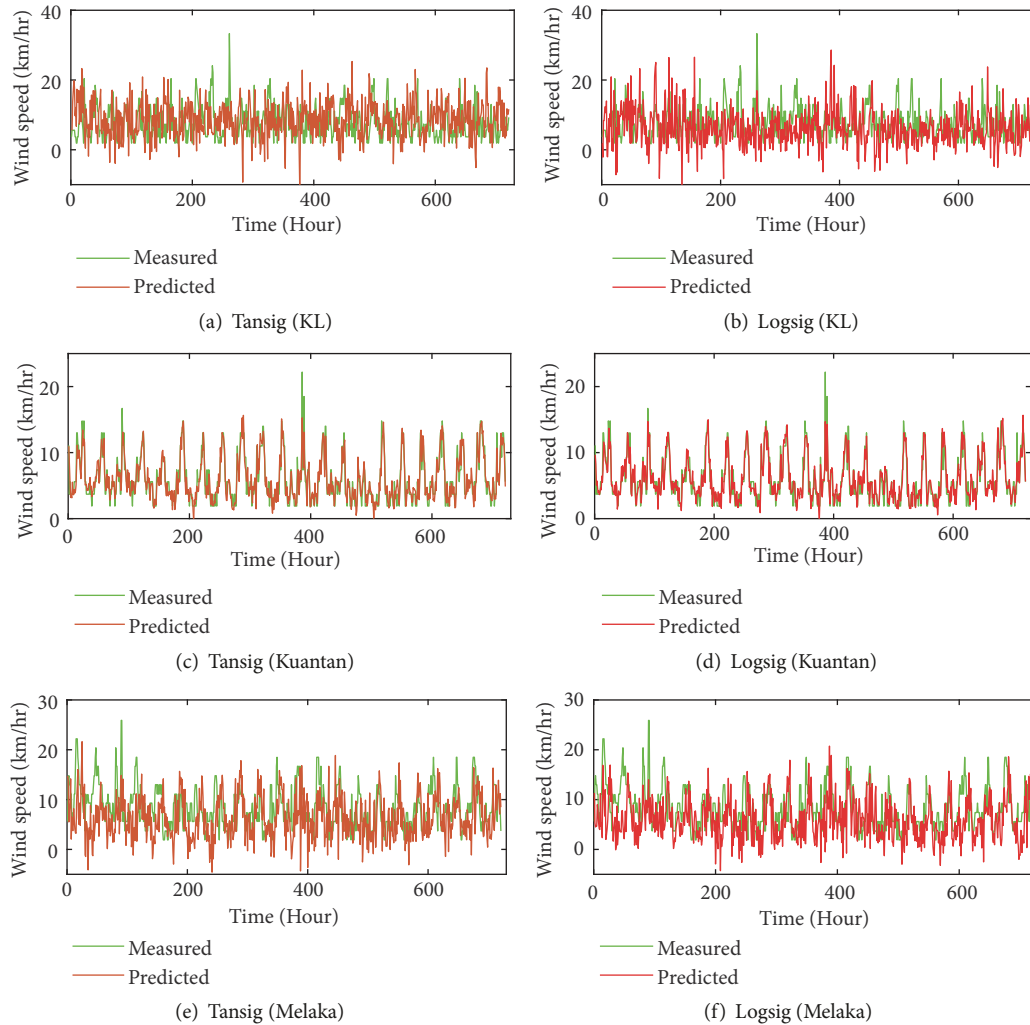 40
20
0
Wind speed (km/hr)
0 200 400 600
Time (Hour)
Measured
Predicted
(a) Tansig (KL)
40
20
0
Wind speed (km/hr)
0 200 400 600
Time (Hour)
Measured
Predicted
(b) Logsig (KL)
20
10
0
Wind speed (km/hr)
0 200 400 600
Time (Hour)
Measured
Predicted
(c) Tansig (Kuantan)
20
10
0
Wind speed (km/hr)
0 200 400 600
Time (Hour)
Measured
Predicted
(d) Logsig (Kuantan)
30
20
10
0
Wind speed (km/hr)
0 200 400 600
Time (Hour)
Measured
Predicted
(e) Tansig (Melaka)
30
20
10
0
Wind speed (km/hr)
0 200 400 600
Time (Hour)
Measured
Predicted
(f) Logsig (Melaka)